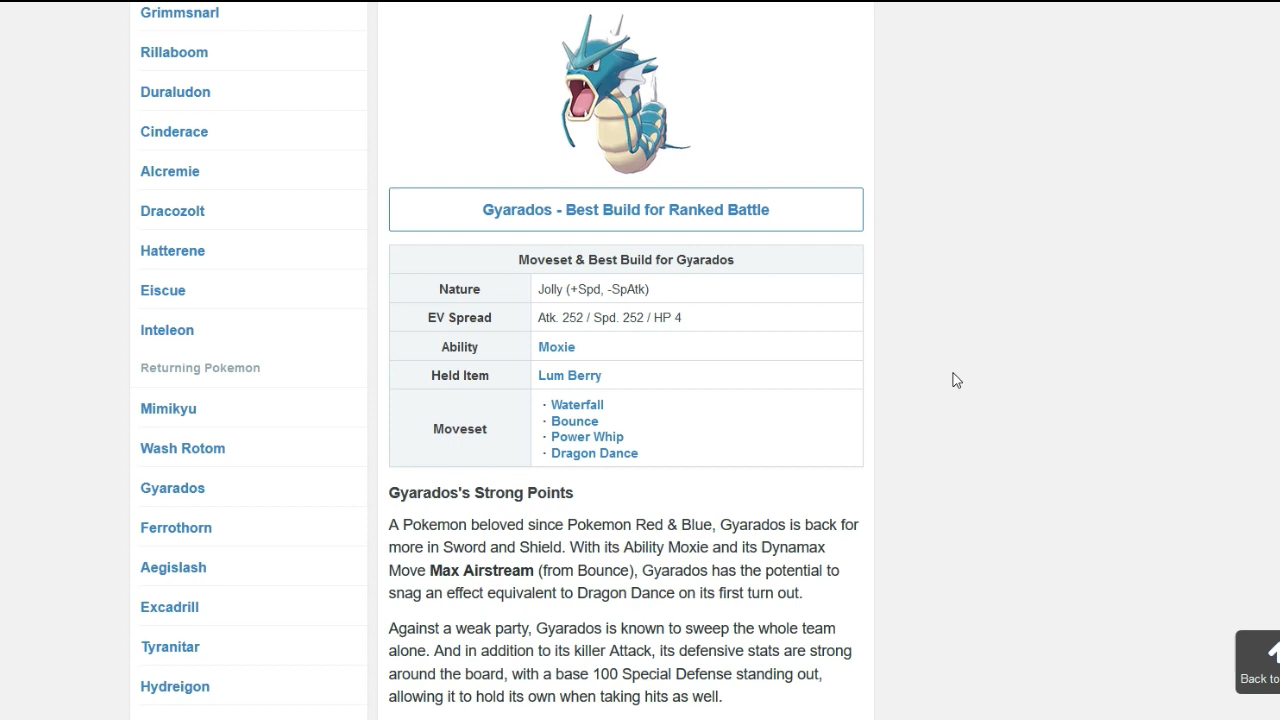 Grimmsnarl
Rillaboom
Duraludon
Cinderace
Alcremie
Dracozolt
Hatterene
Eiscue
Inteleon
Returning Pokemon
Mimikyu
Wash Rotom
Gyarados
Ferrothorn
Aegislash
Excadrill
Tyranitar
Hydreigon
Gyarados - Best Build for Ranked Battle
Moveset & Best Build for Gyarados
Nature Jolly (+Spd, -SpAtk)
EV Spread Atk. 252 / Spd. 252 / HP 4
Ability Moxie
Held Item Lum Berry
Moveset
· Waterfall
· Bounce
· Power Whip
· Dragon Dance
Gyarados's Strong Points
A Pokemon beloved since Pokemon Red & Blue, Gyarados is back for
more in Sword and Shield. With its Ability Moxie and its Dynamax
Move Max Airstream (from Bounce), Gyarados has the potential to
snag an effect equivalent to Dragon Dance on its first turn out.
Against a weak party, Gyarados is known to sweep the whole team
alone. And in addition to its killer Attack, its defensive stats are strong
around the board, with a base 100 Special Defense standing out,
allowing it to hold its own when taking hits as well.
Back to